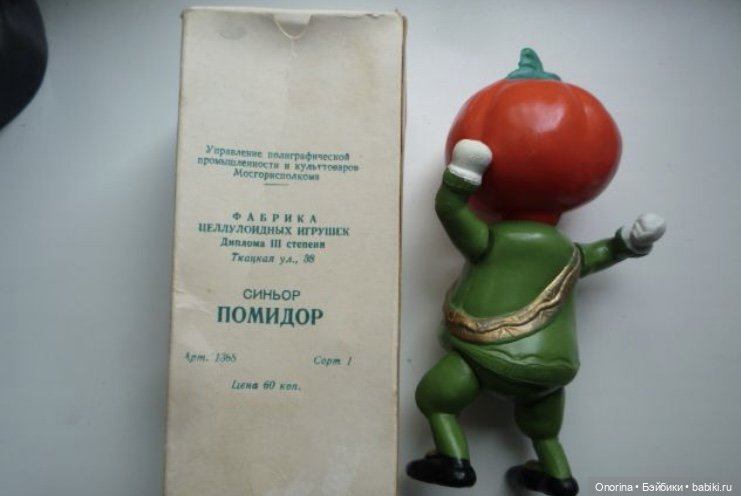 Управление полиграфической
промышленности и культтоваров
Мосгорисполкома
ФАБРИКА
ЦЕЛЛУЛОИДНЫХ ИГРУШЕК
Диплома III степени
Ткацкая ул., 38
СИНЬОР
ПОМИДОР
Арт. 1368 Сорт 1
Цена 60 коп.
Onorina • Бэйбики • babiki.ru